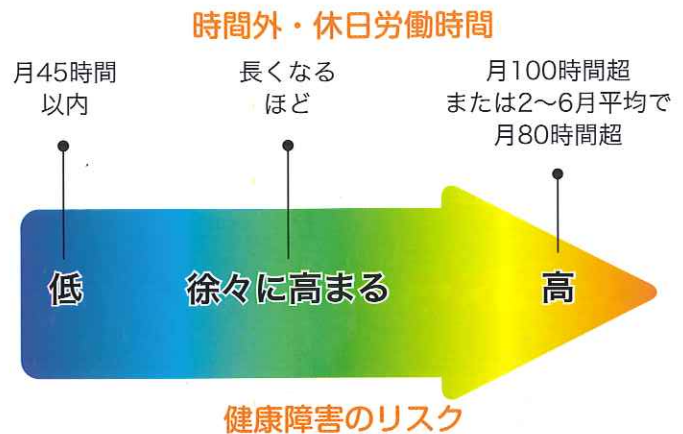 時間外・休日労働時間
月45時間
以内
長くなる
ほど
月100時間超
または2〜6月平均で
月80時間超
低
徐々に高まる
高
健康障害のリスク